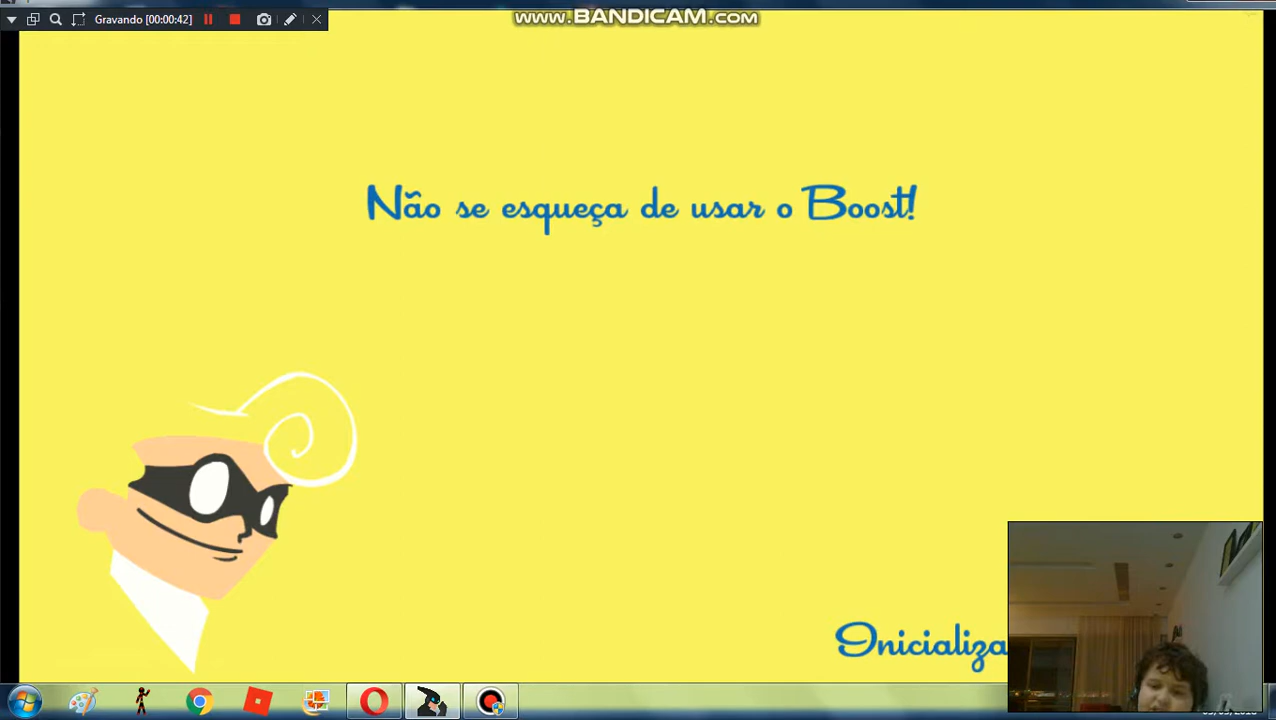 Gravando [00:00:42]
www.BANDICAM.com
Não se esqueça de usar o Boost!
Inicializa